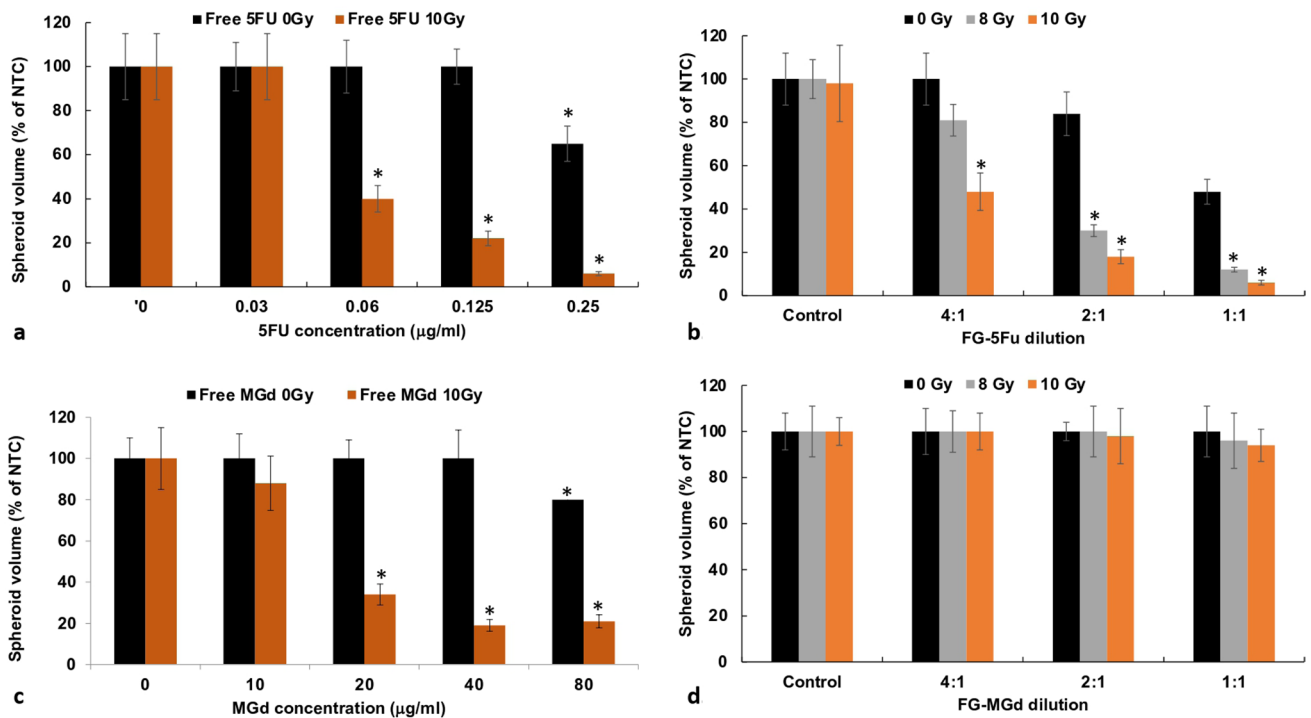 Free 5FU 0Gy Free 5FU 10Gy
120
100
80
60
40
20
0
Spheroid volume (% of NTC)
* * * *
'0 0.03 0.06 0.125 0.25
5FU concentration (µg/ml)
a
0 Gy 8 Gy 10 Gy
120
100
80
60
40
20
0
Spheroid volume (% of NTC)
* * * * *
Control 4:1 2:1 1:1
FG-5Fu dilution
b
Free MGd 0Gy Free MGd 10Gy
120
100
80
60
40
20
0
Spheroid volume (% of NTC)
* * * *
0 10 20 40 80
MGd concentration (µg/ml)
c
0 Gy 8 Gy 10 Gy
120
100
80
60
40
20
0
Spheroid volume (% of NTC)
Control 4:1 2:1 1:1
FG-MGd dilution
d